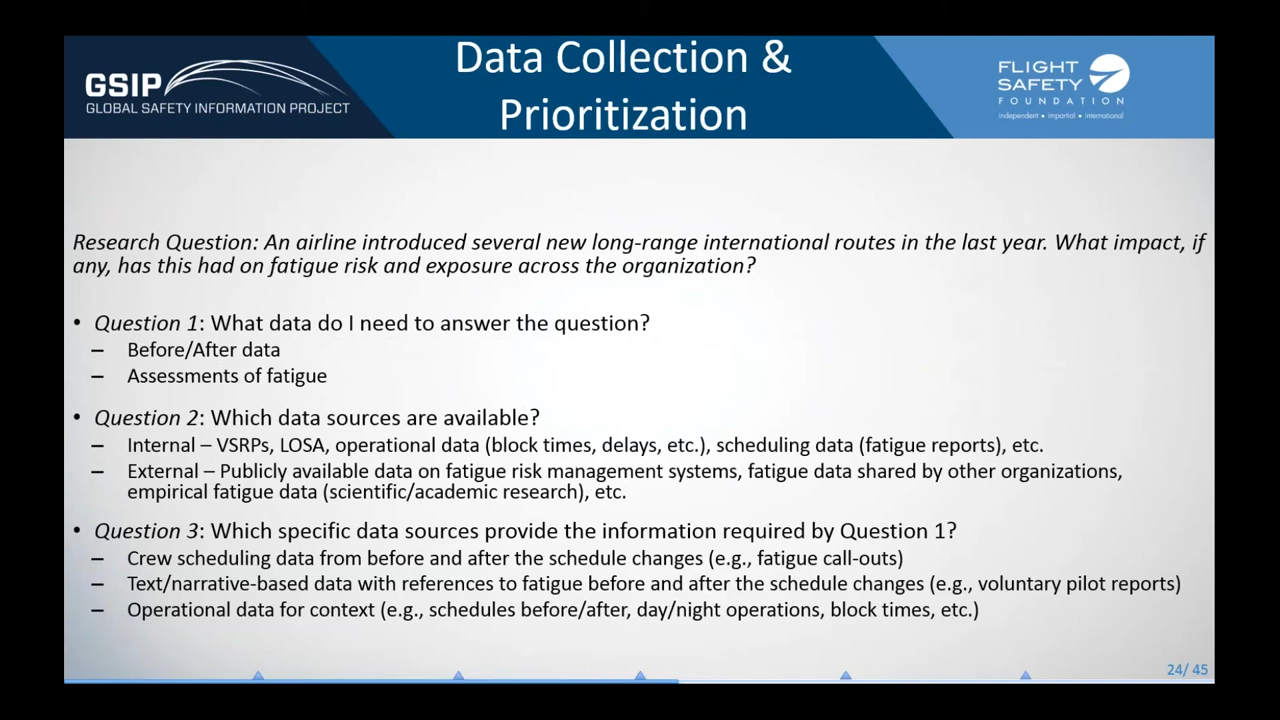 Data Collection &
Prioritization
GSIP
GLOBAL SAFETY INFORMATION PROJECT
FLIGHT
SAFETY
FOUNDATION
independent • impartial • international
Research Question: An airline introduced several new long-range international routes in the last year. What impact, if
any, has this had on fatigue risk and exposure across the organization?
• Question 1: What data do I need to answer the question?
– Before/After data
– Assessments of fatigue
• Question 2: Which data sources are available?
– Internal – VSRPs, LOSA, operational data (block times, delays, etc.), scheduling data (fatigue reports), etc.
– External – Publicly available data on fatigue risk management systems, fatigue data shared by other organizations,
empirical fatigue data (scientific/academic research), etc.
• Question 3: Which specific data sources provide the information required by Question 1?
– Crew scheduling data from before and after the schedule changes (e.g., fatigue call-outs)
– Text/narrative-based data with references to fatigue before and after the schedule changes (e.g., voluntary pilot reports)
– Operational data for context (e.g., schedules before/after, day/night operations, block times, etc.)
24/ 45